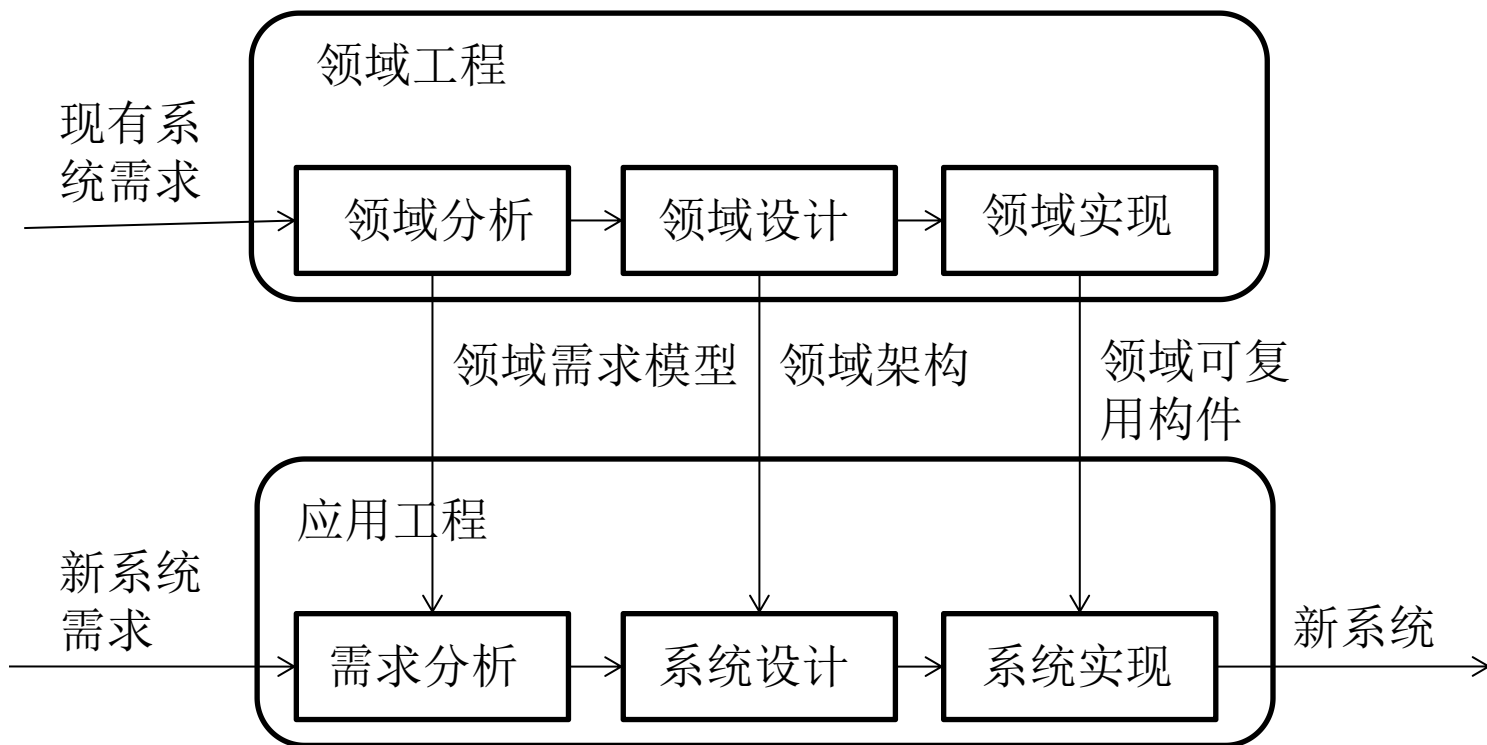 领域工程
现有系
统需求
领域分析
领域设计
领域实现
领域需求模型
领域架构
领域可复
用构件
应用工程
新系统
需求
需求分析
系统设计
系统实现
新系统